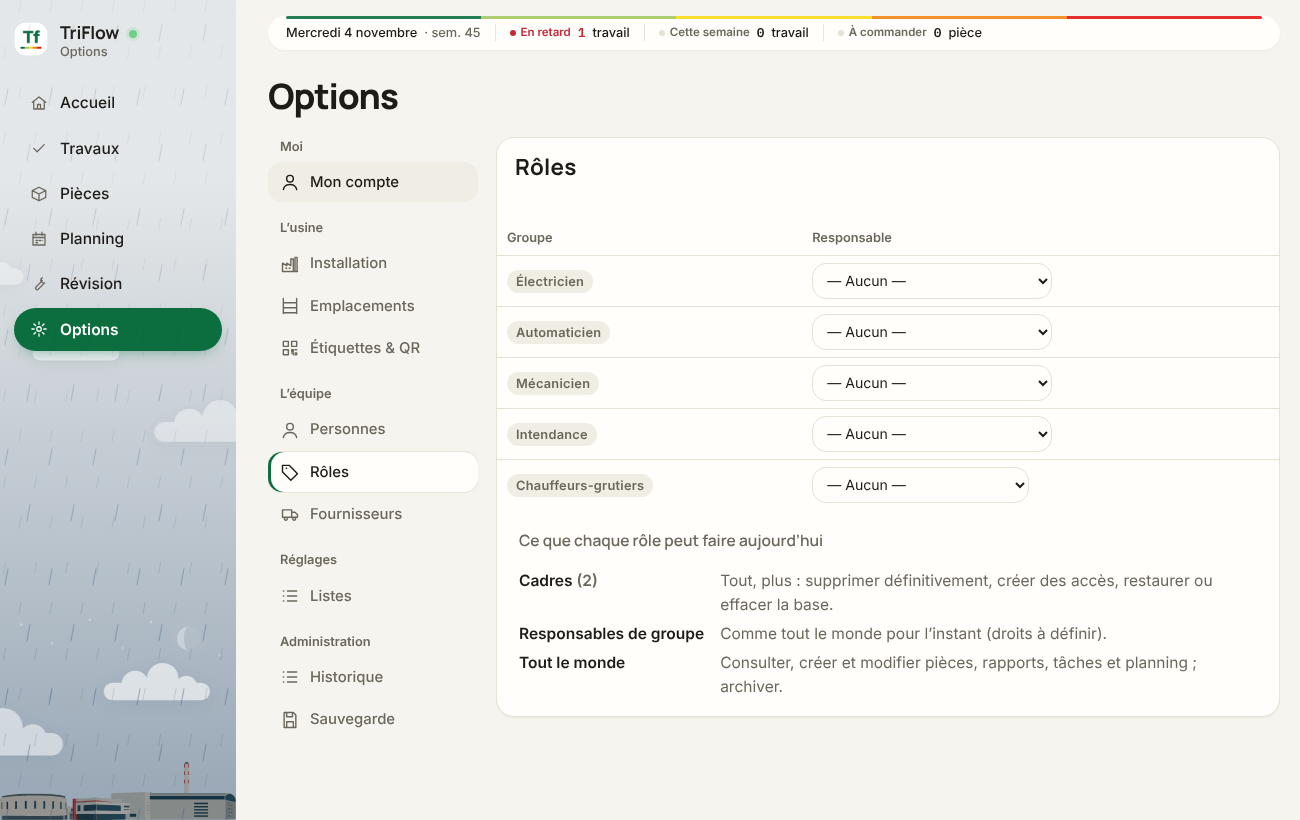 Tf
TriFlow
Options
Accueil
Travaux
Pièces
Planning
Révision
Options
Mercredi 4 novembre · sem. 45
En retard 1 travail
Cette semaine 0 travail
À commander 0 pièce
Options
Moi
Mon compte
L’usine
Installation
Emplacements
Étiquettes & QR
L’équipe
Personnes
Rôles
Fournisseurs
Réglages
Listes
Administration
Historique
Sauvegarde
Rôles
Groupe Responsable
Électricien — Aucun —
Automaticien — Aucun —
Mécanicien — Aucun —
Intendance — Aucun —
Chauffeurs-grutiers — Aucun —
Ce que chaque rôle peut faire aujourd’hui
Cadres (2) Tout, plus : supprimer définitivement, créer des accès, restaurer ou
effacer la base.
Responsables de groupe Comme tout le monde pour l’instant (droits à définir).
Tout le monde Consulter, créer et modifier pièces, rapports, tâches et planning ;
archiver.